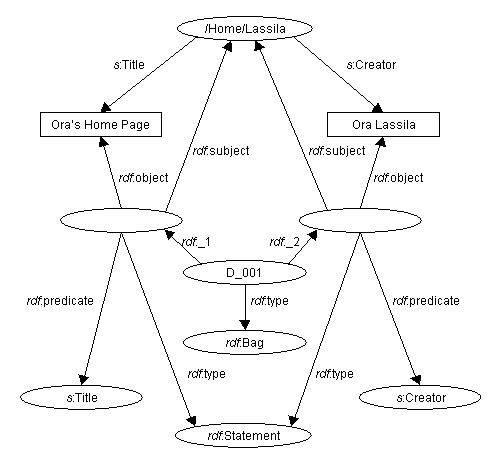 /Home/Lassila
s:Title
s:Creator
Ora's Home Page
Ora Lassila
rdf:subject
rdf:subject
rdf:object
rdf:object
rdf:_1
rdf:_2
D_001
rdf:predicate
rdf:type
rdf:predicate
rdf:Bag
rdf:type
rdf:type
s:Title
s:Creator
rdf:Statement